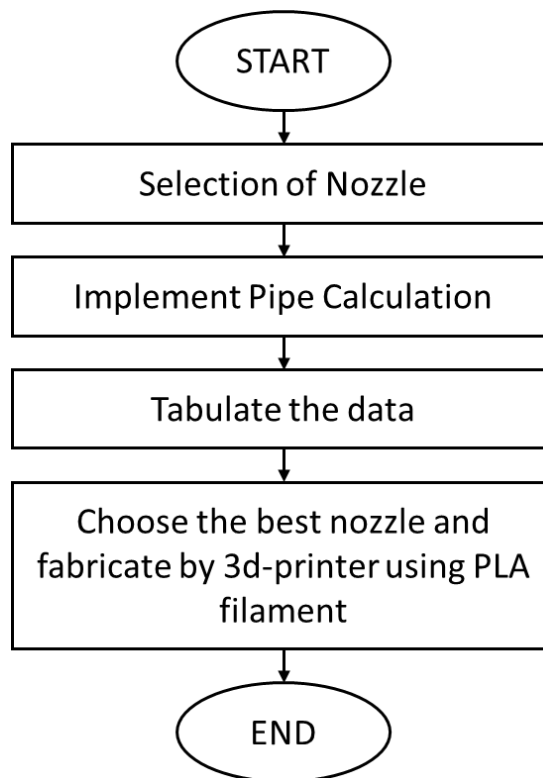 START
Selection of Nozzle
Implement Pipe Calculation
Tabulate the data
Choose the best nozzle and
fabricate by 3d-printer using PLA
filament
END